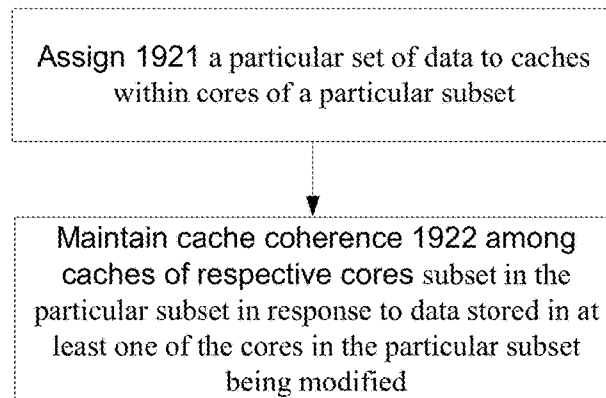 Assign 1921 a particular set of data to caches
within cores of a particular subset
Maintain cache coherence 1922 among
caches of respective cores subset in the
particular subset in response to data stored in at
least one of the cores in the particular subset
being modified